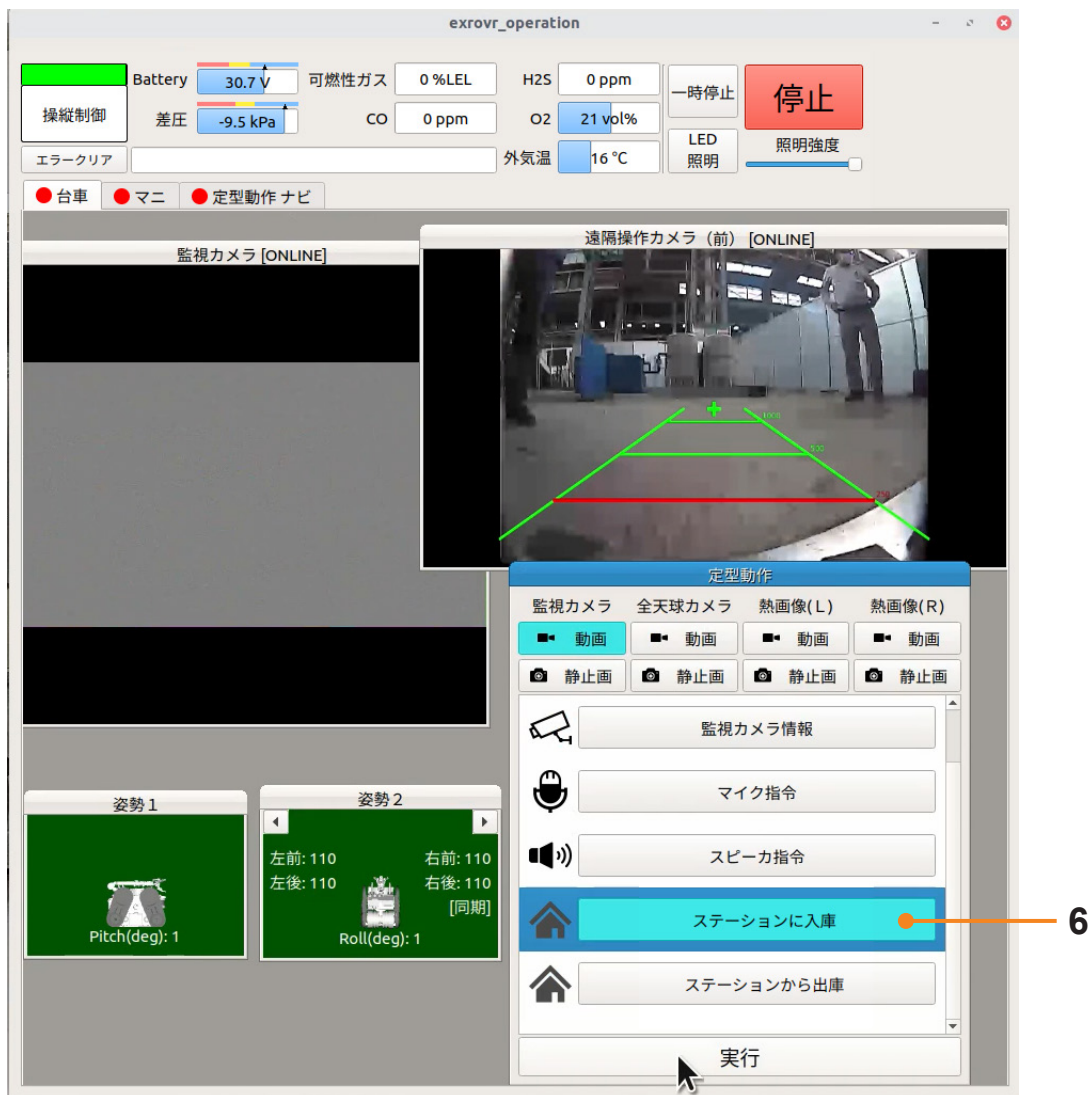 exrovr_operation
Battery 30.7 V 可燃性ガス 0 %LEL H2S 0 ppm 一時停止 停止
操縦制御 差圧 -9.5 kPa CO 0 ppm O2 21 vol%
エラークリア 外気温 16 °C LED 照明 照明強度
台車 マニ 定型動作 ナビ
監視カメラ [ONLINE]
遠隔操作カメラ（前） [ONLINE]
1000
500
250
定型動作
監視カメラ 全天球カメラ 熱画像(L) 熱画像(R)
動画 動画 動画 動画
静止画 静止画 静止画 静止画
監視カメラ情報
マイク指令
スピーカ指令
ステーションに入庫 6
ステーションから出庫
実行
姿勢１
Pitch(deg): 1
姿勢２
左前: 110 右前: 110
左後: 110 右後: 110
[同期]
Roll(deg): 1